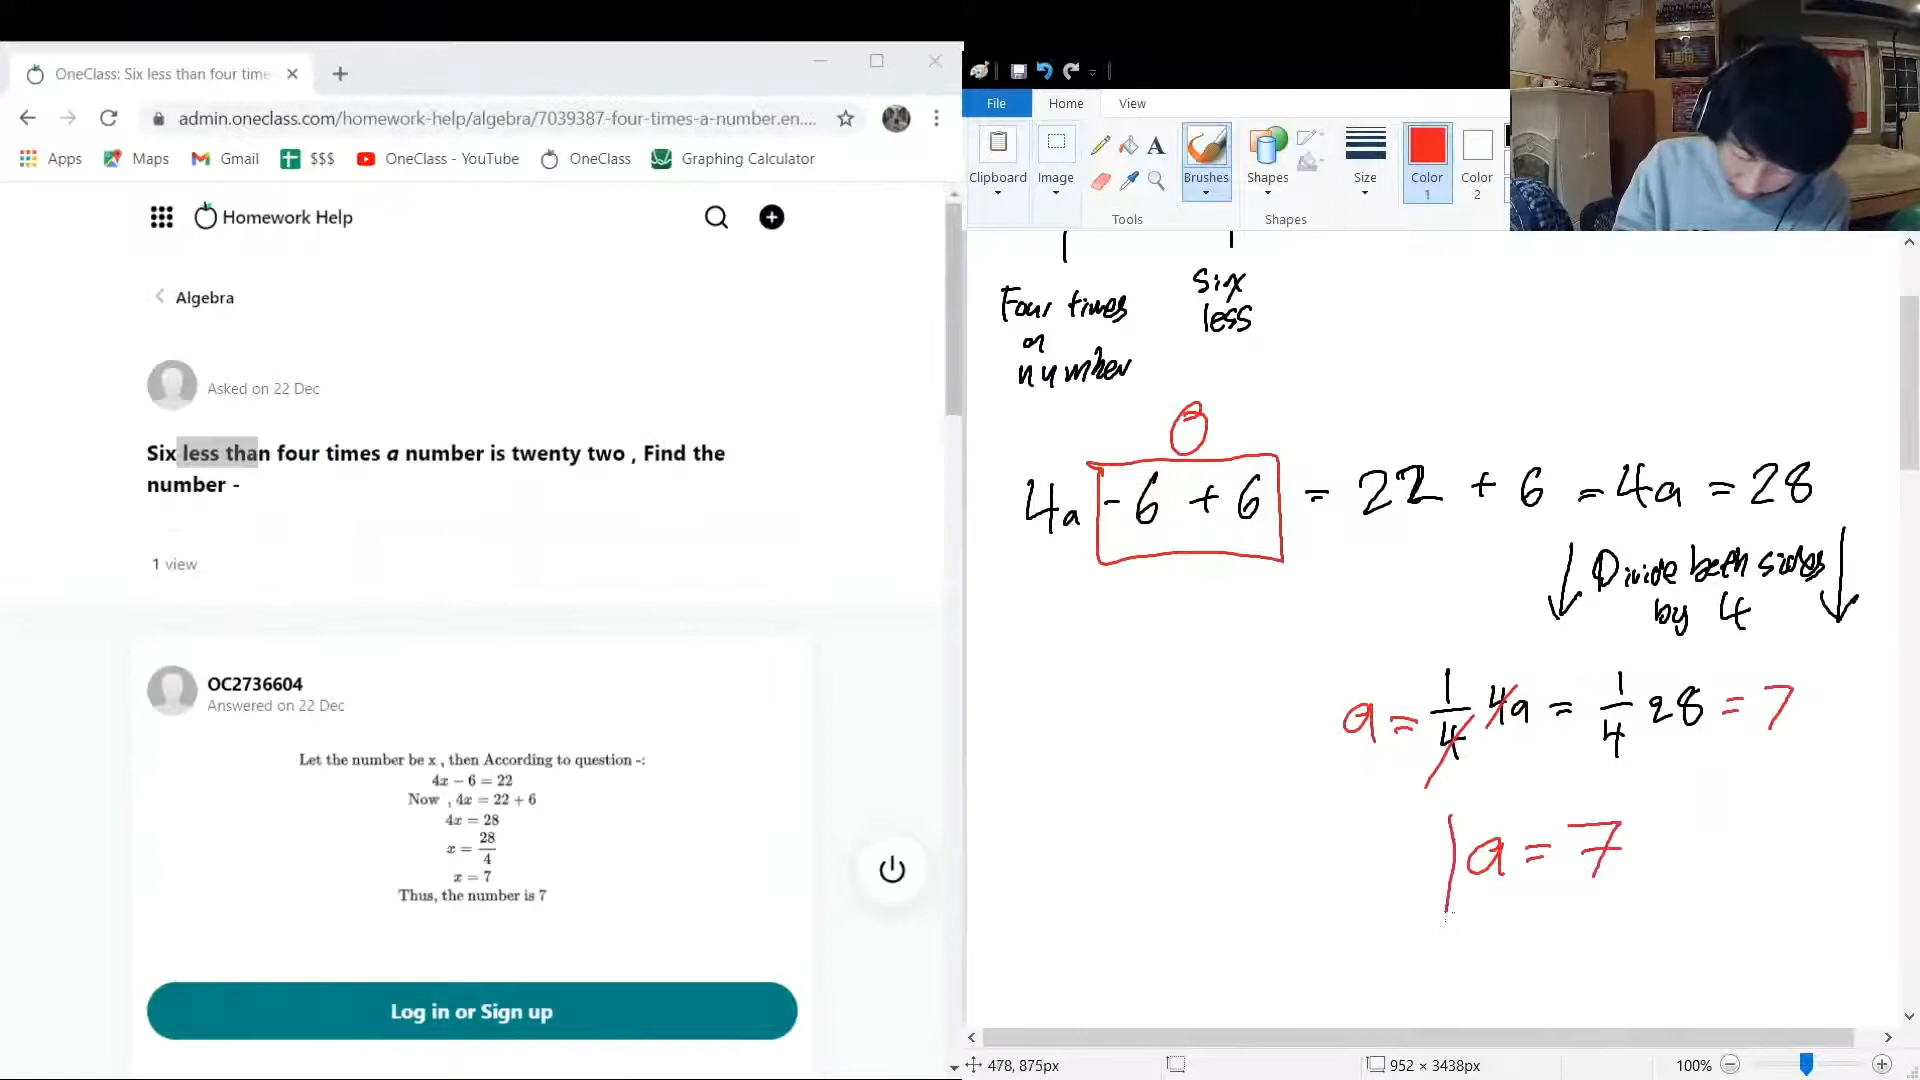 OneClass: Six less than four time
admin.oneclass.com/homework-help/algebra/7039387-four-times-a-number.en....
Apps Maps Gmail $$$ OneClass - YouTube OneClass Graphing Calculator
Homework Help
Algebra
Asked on 22 Dec
Six less than four times a number is twenty two , Find the
number -
1 view
OC2736604
Answered on 22 Dec
Let the number be x , then According to question -:
4x − 6 = 22
Now , 4x = 22 + 6
4x = 28
x = 28/4
x = 7
Thus, the number is 7
Log in or Sign up
File Home View
Clipboard Image Brushes Shapes Size Color 1 Color 2
Tools Shapes
Four times
a
number
six
less
0
4a - 6 + 6 = 22 + 6 = 4a = 28
Divide both sides
by 4
a = 1/4 4a = 1/4 28 = 7
a = 7
478, 875px 952 × 3438px 100%